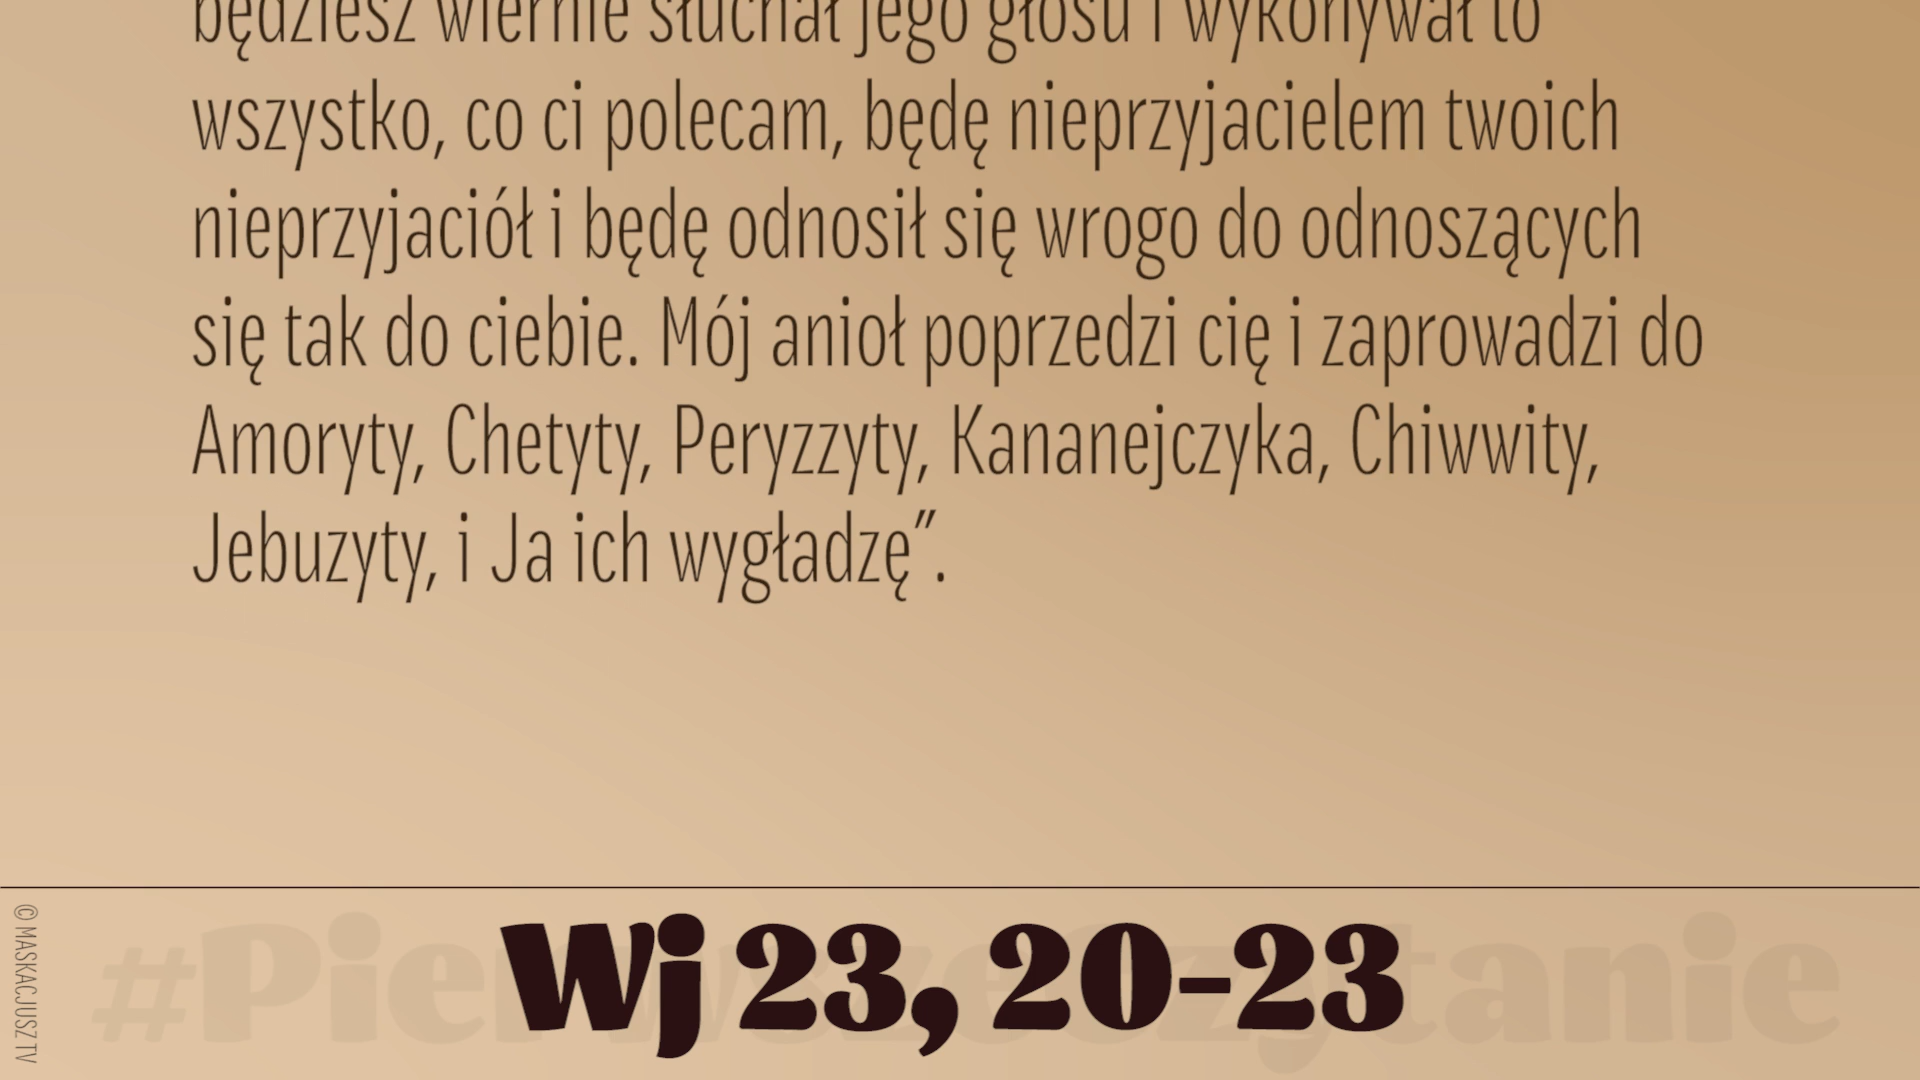 będziesz wiernie słuchał jego głosu i wykonywał to
wszystko, co ci polecam, będę nieprzyjacielem twoich
nieprzyjaciół i będę odnosił się wrogo do odnoszących
się tak do ciebie. Mój anioł poprzedzi cię i zaprowadzi do
Amoryty, Chetyty, Peryzzyty, Kananejczyka, Chiwwity,
Jebuzyty, i Ja ich wygładzę”.
#PierwszeCzytanie
Wj 23, 20-23
© MASKACJUSZ TV